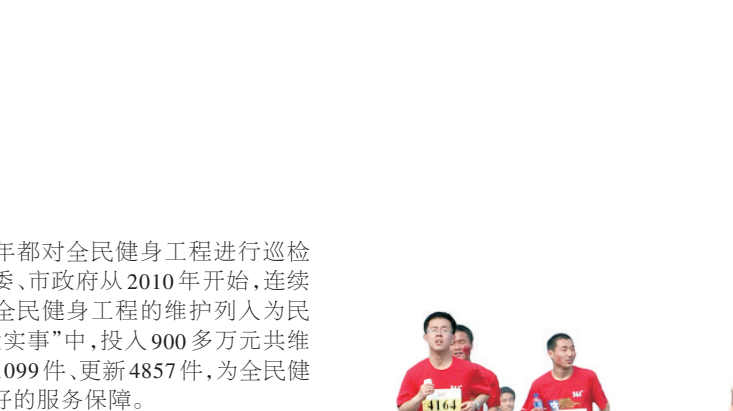 年都对全民健身工程进行巡检
委、市政府从2010年开始,连续
全民健身工程的维护列入为民
实事”中,投入900多万元共维
099件、更新4857件,为全民健
好的服务保障。
361°
361°
4164